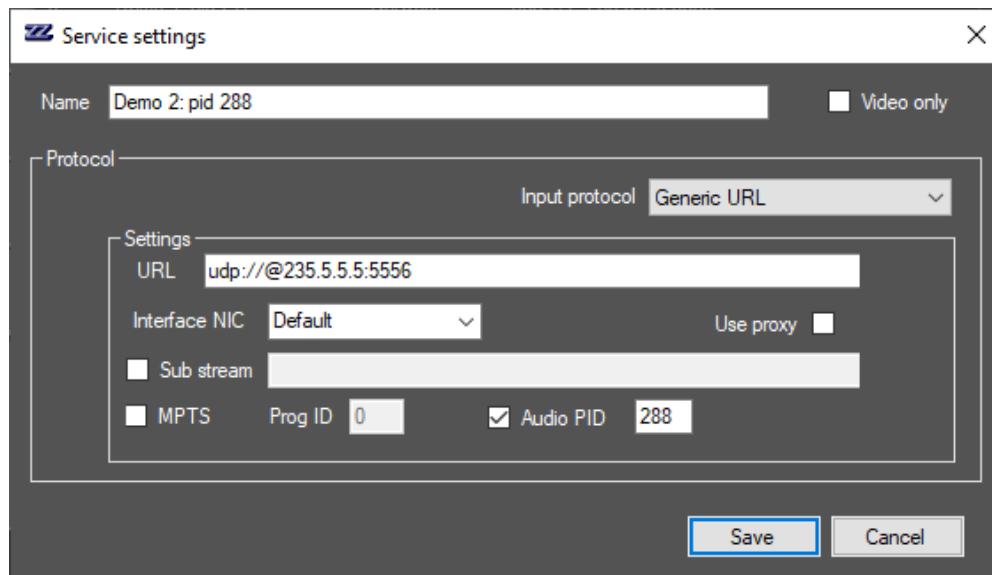 Service settings
Name Demo 2: pid 288 Video only
Protocol
Input protocol Generic URL
Settings
URL udp://@235.5.5.5:5556
Interface NIC Default Use proxy
Sub stream
MPTS Prog ID 0 Audio PID 288
Save Cancel